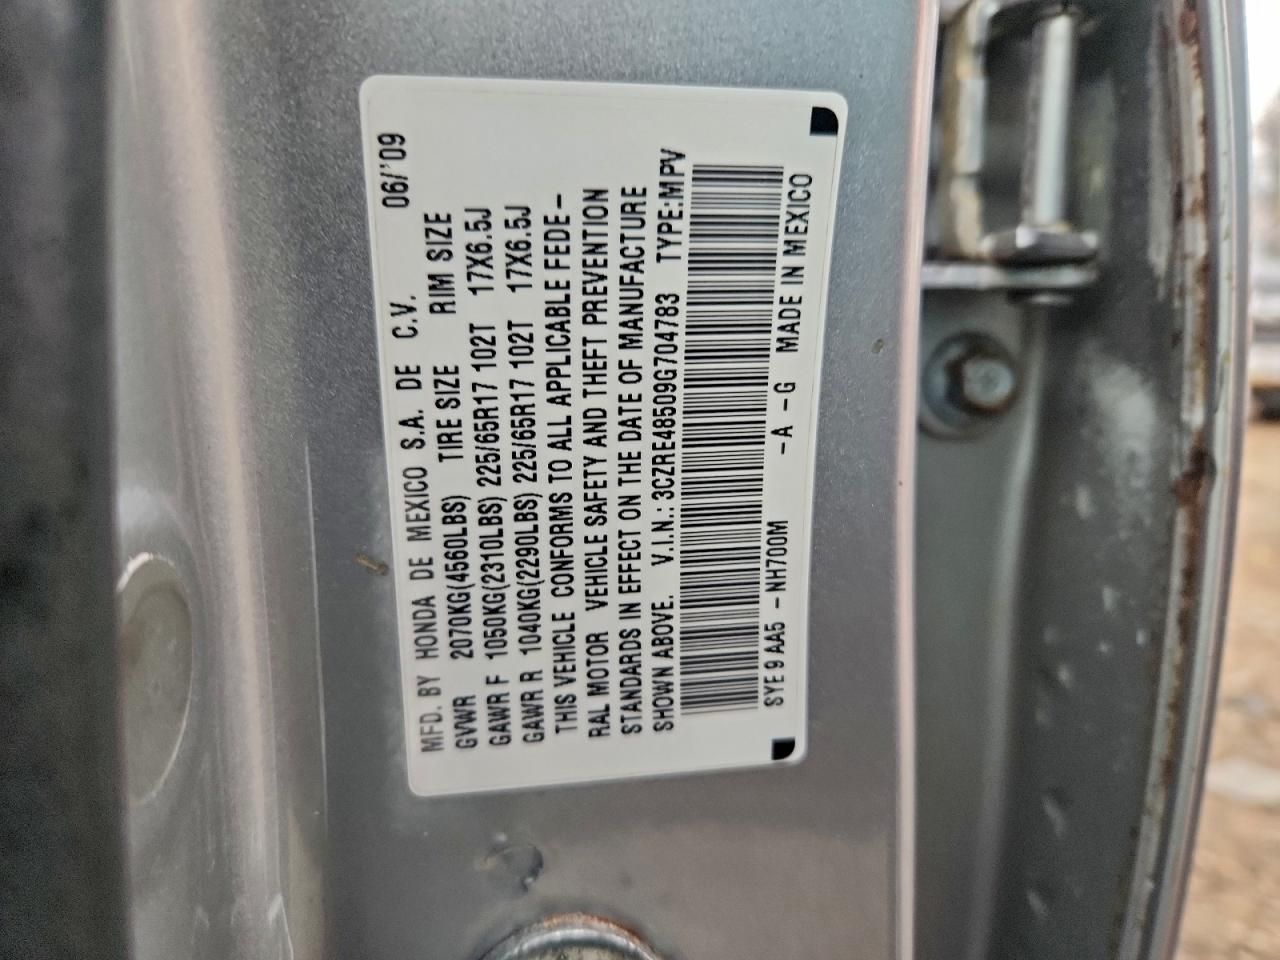 MFD. BY HONDA DE MEXICO S.A. DE C.V. 06/'09
GVWR 2070KG(4560LBS) TIRE SIZE RIM SIZE
GAWR F 1050KG(2310LBS) 225/65R17 102T 17X6.5J
GAWR R 1040KG(2290LBS) 225/65R17 102T 17X6.5J
THIS VEHICLE CONFORMS TO ALL APPLICABLE FEDE-
RAL MOTOR VEHICLE SAFETY AND THEFT PREVENTION
STANDARDS IN EFFECT ON THE DATE OF MANUFACTURE
SHOWN ABOVE. V.I.N.:3CZRE48509G704783 TYPE:MPV
SYE9AA5 -NH700M -A -G MADE IN MEXICO